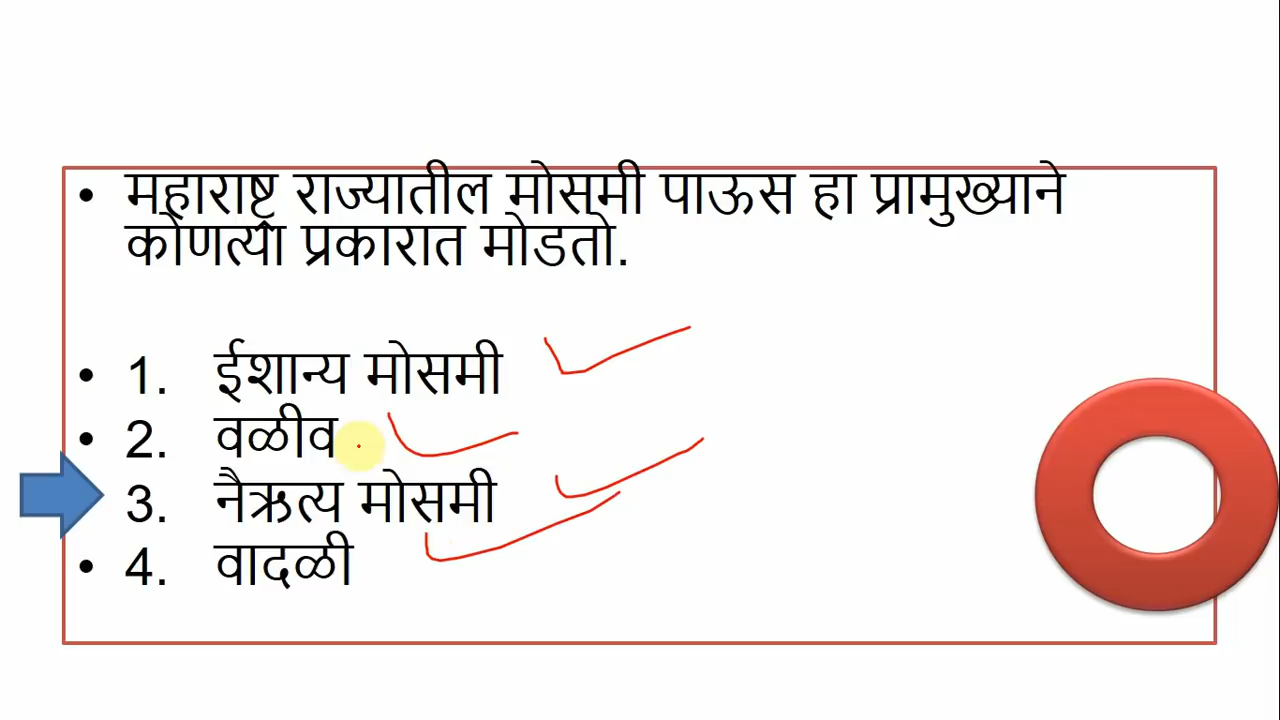 • महाराष्ट्र राज्यातील मोसमी पाऊस हा प्रामुख्याने
कोणत्या प्रकारात मोडतो.
• 1. ईशान्य मोसमी
• 2. वळीव
3. नैऋत्य मोसमी
• 4. वादळी